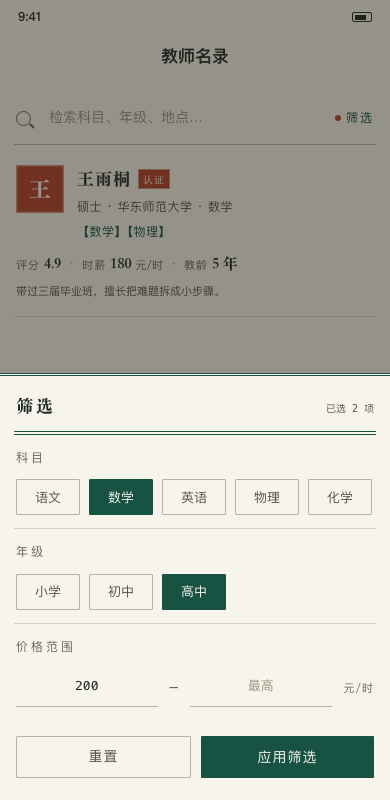 9:41
教师名录
检索科目、年级、地点…
筛选
王
王雨桐 认证
硕士 · 华东师范大学 · 数学
【数学】【物理】
评分 4.9 · 时薪 180 元/时 · 教龄 5 年
带过三届毕业班，擅长把难题拆成小步骤。
筛选
已选 2 项
科目
语文 数学 英语 物理 化学
年级
小学 初中 高中
价格范围
200 — 最高 元/时
重置 应用筛选